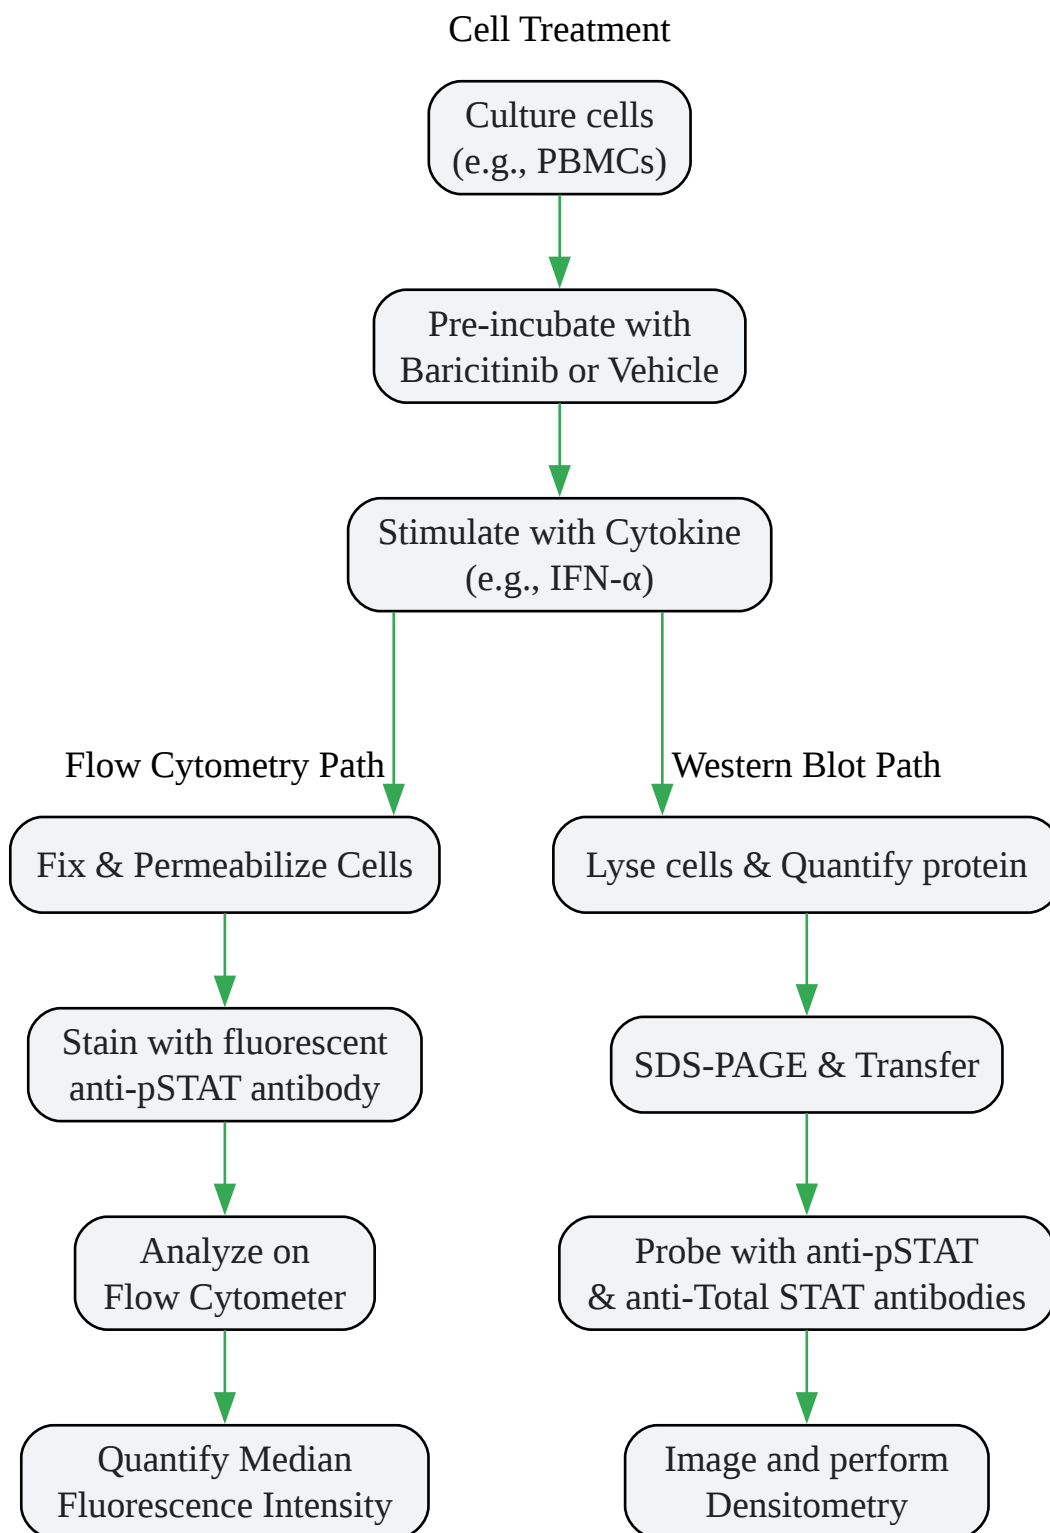 Cell Treatment
Culture cells
(e.g., PBMCs)
Pre-incubate with
Baricitinib or Vehicle
Stimulate with Cytokine
(e.g., IFN-α)
Flow Cytometry Path
Fix & Permeabilize Cells
Stain with fluorescent
anti-pSTAT antibody
Analyze on
Flow Cytometer
Quantify Median
Fluorescence Intensity
Western Blot Path
Lyse cells & Quantify protein
SDS-PAGE & Transfer
Probe with anti-pSTAT
& anti-Total STAT antibodies
Image and perform
Densitometry